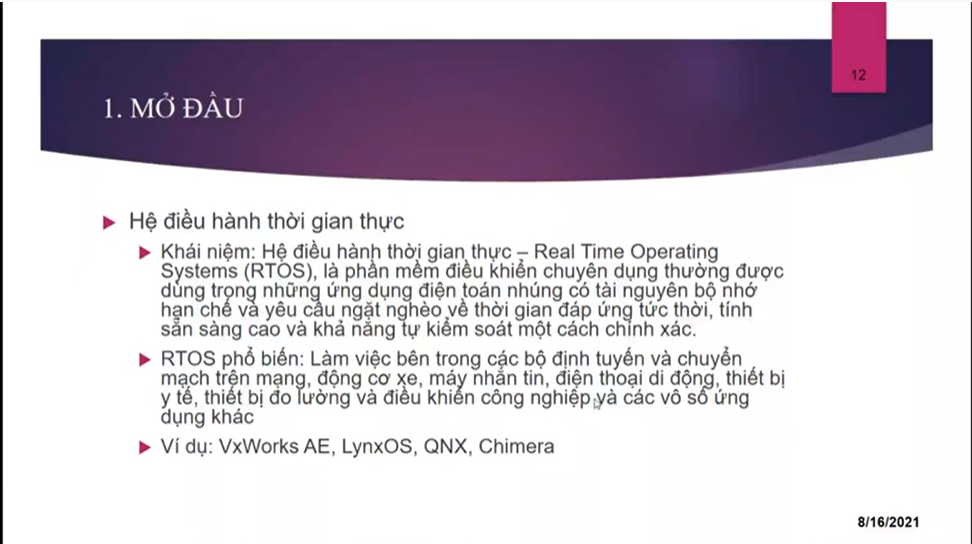 12
1. MỞ ĐẦU
Hệ điều hành thời gian thực
Khái niệm: Hệ điều hành thời gian thực – Real Time Operating
Systems (RTOS), là phần mềm điều khiển chuyên dụng thường được
dùng trong những ứng dụng điện toán nhúng có tài nguyên bộ nhớ
hạn chế và yêu cầu ngặt nghèo về thời gian đáp ứng tức thời, tính
sẵn sàng cao và khả năng tự kiểm soát một cách chính xác.
RTOS phổ biến: Làm việc bên trong các bộ định tuyến và chuyển
mạch trên mạng, động cơ xe, máy nhắn tin, điện thoại di động, thiết bị
y tế, thiết bị đo lường và điều khiển công nghiệp và các vô số ứng
dụng khác
Ví dụ: VxWorks AE, LynxOS, QNX, Chimera
8/16/2021